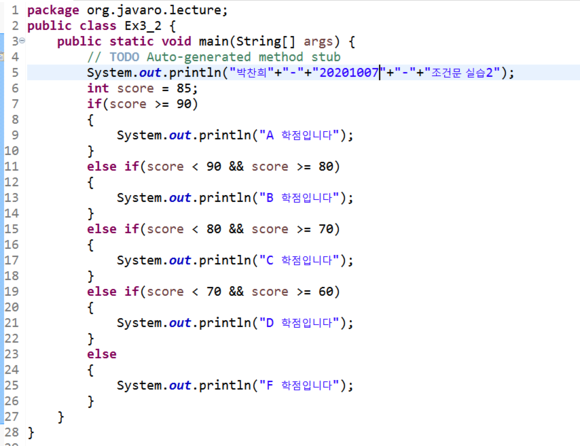 1 package org.javaro.lecture;
2 public class Ex3_2 {
3 public static void main(String[] args) {
4 // TODO Auto-generated method stub
5 System.out.println("박찬희"+"-"+"20201007"+"-"+"조건문 실습2");
6 int score = 85;
7 if(score >= 90)
8 {
9 System.out.println("A 학점입니다");
10 }
11 else if(score < 90 && score >= 80)
12 {
13 System.out.println("B 학점입니다");
14 }
15 else if(score < 80 && score >= 70)
16 {
17 System.out.println("C 학점입니다");
18 }
19 else if(score < 70 && score >= 60)
20 {
21 System.out.println("D 학점입니다");
22 }
23 else
24 {
25 System.out.println("F 학점입니다");
26 }
27 }
28 }